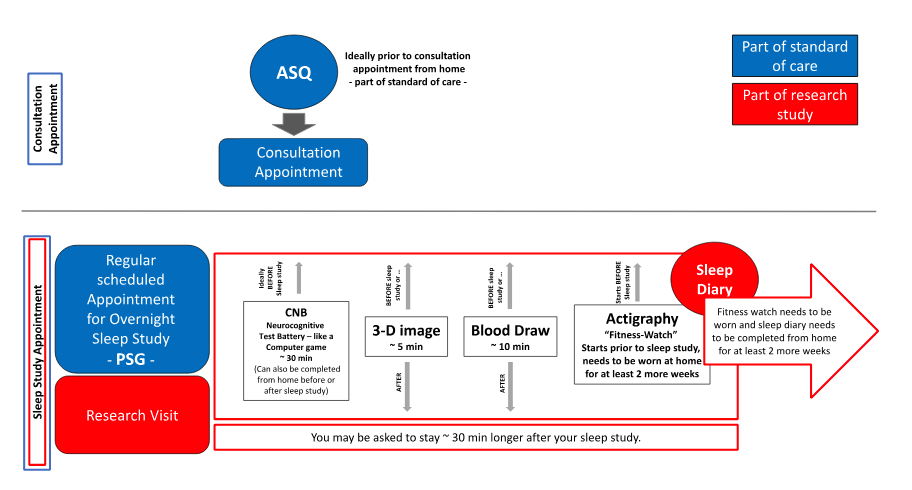 ASQ
Ideally prior to consultation
appointment from home
- part of standard of care -
Part of standard
of care
Part of research
study
Consultation
Appointment
Consultation
Appointment
Sleep Study Appointment
Regular
scheduled
Appointment
for Overnight
Sleep Study
- PSG -
Research Visit
Ideally
BEFORE
Sleep study
CNB
Neurocognitive
Test Battery – like a
Computer game
~ 30 min
(Can also be completed
from home before or
after sleep study)
BEFORE sleep
study or ...
3-D image
~ 5 min
AFTER
BEFORE sleep
study or ...
Blood Draw
~ 10 min
AFTER
Starts BEFORE
Sleep study
Actigraphy
“Fitness-Watch”
Starts prior to sleep study,
needs to be worn at home
for at least 2 more weeks
Sleep
Diary
Fitness watch needs to be
worn and sleep diary needs
to be completed from home
for at least 2 more weeks
You may be asked to stay ~ 30 min longer after your sleep study.